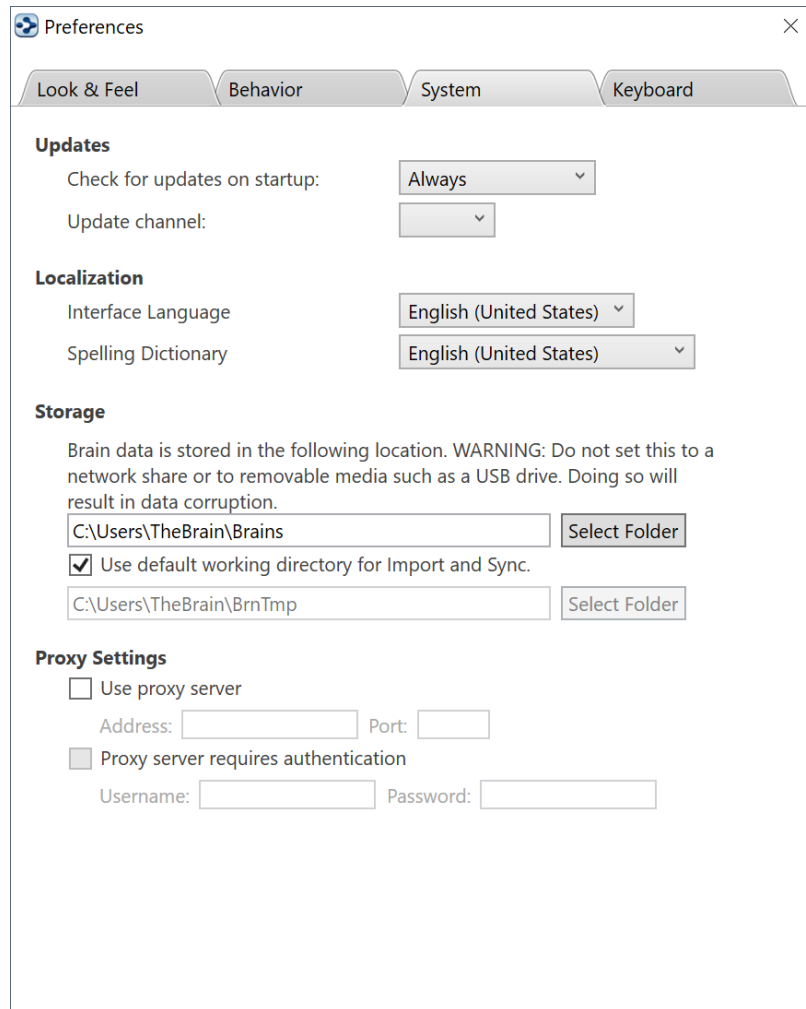 Preferences
Look & Feel
Behavior
System
Keyboard
Updates
Check for updates on startup:
Always
Update channel:
Localization
Interface Language
English (United States)
Spelling Dictionary
English (United States)
Storage
Brain data is stored in the following location. WARNING: Do not set this to a
network share or to removable media such as a USB drive. Doing so will
result in data corruption.
C:\Users\TheBrain\Brains
Select Folder
Use default working directory for Import and Sync.
C:\Users\TheBrain\BrnTmp
Select Folder
Proxy Settings
Use proxy server
Address:
Port:
Proxy server requires authentication
Username:
Password: